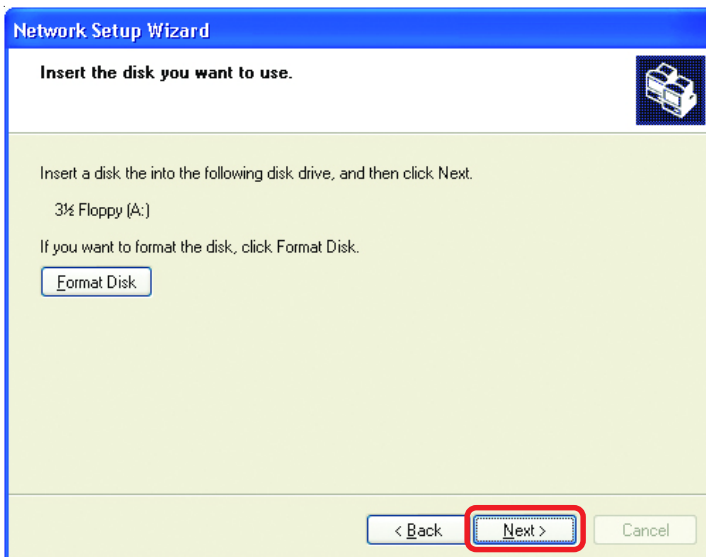 Network Setup Wizard
Insert the disk you want to use.
Insert a disk the into the following disk drive, and then click Next.
3½ Floppy (A:)
If you want to format the disk, click Format Disk.
Format Disk
< Back Next > Cancel